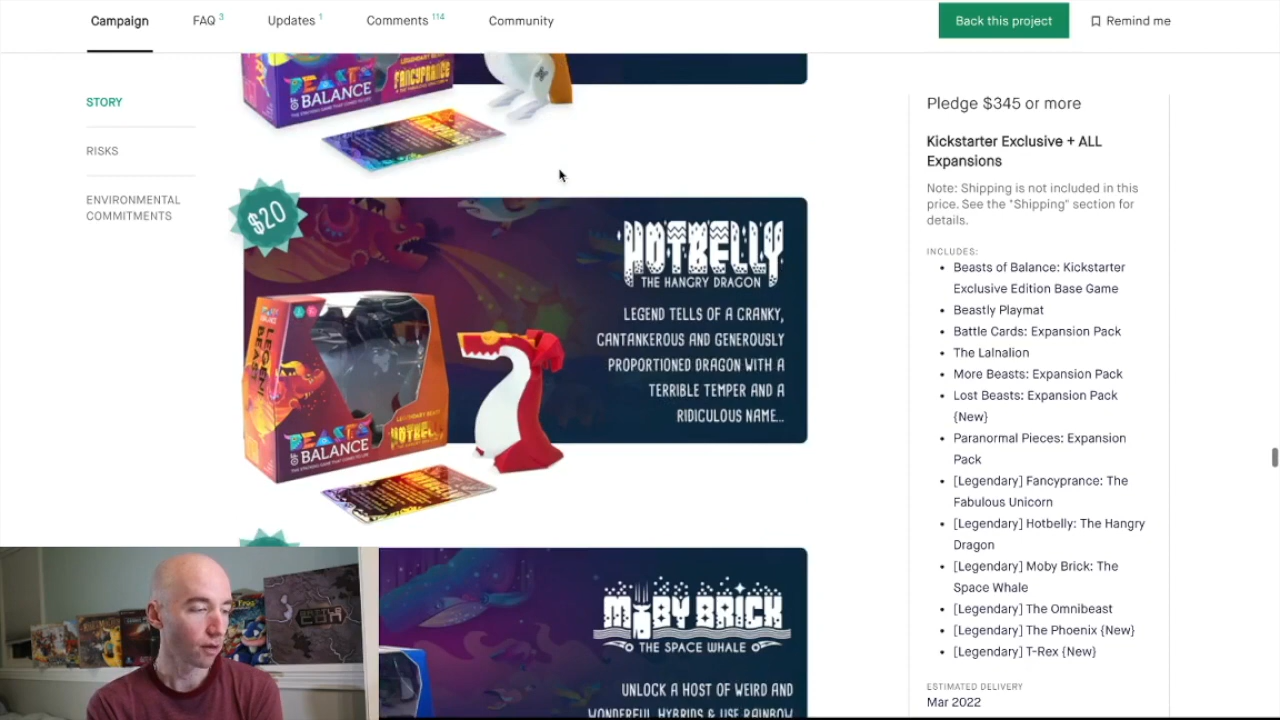 Campaign
FAQ 3
Updates 1
Comments 114
Community
Back this project
Remind me
STORY
RISKS
ENVIRONMENTAL
COMMITMENTS
BEASTS
OF BALANCE
FANCYPRANCE
$20
HOTBELLY
THE HANGRY DRAGON
LEGEND TELLS OF A CRANKY,
CANTANKEROUS AND GENEROUSLY
PROPORTIONED DRAGON WITH A
TERRIBLE TEMPER AND A
RIDICULOUS NAME...
BEASTS
OF BALANCE
MOBY BRICK
THE SPACE WHALE
UNLOCK A HOST OF WEIRD AND
WONDERFUL HYBRIDS & USE RAINBOW
Pledge $345 or more
Kickstarter Exclusive + ALL
Expansions
Note: Shipping is not included in this
price. See the "Shipping" section for
details.
INCLUDES:
• Beasts of Balance: Kickstarter
Exclusive Edition Base Game
• Beastly Playmat
• Battle Cards: Expansion Pack
• The Lalnalion
• More Beasts: Expansion Pack
• Lost Beasts: Expansion Pack
{New}
• Paranormal Pieces: Expansion
Pack
• [Legendary] Fancyprance: The
Fabulous Unicorn
• [Legendary] Hotbelly: The Hangry
Dragon
• [Legendary] Moby Brick: The
Space Whale
• [Legendary] The Omnibeast
• [Legendary] The Phoenix {New}
• [Legendary] T-Rex {New}
ESTIMATED DELIVERY
Mar 2022